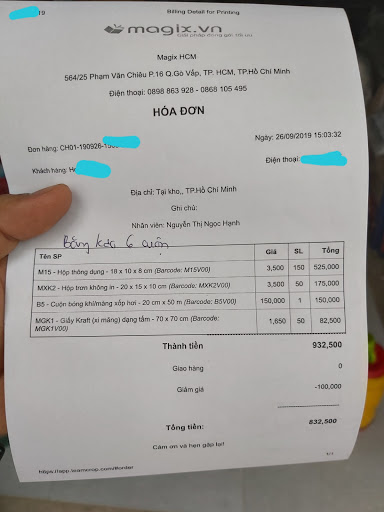 19
Billing Detail for Printing
magix.vn
Giải pháp đóng gói, tối ưu
Magix HCM
564/25 Phạm Văn Chiêu P.16 Q.Gò Vấp, TP. HCM, TP.Hồ Chí Minh
Điện thoại: 0898 863 928 - 0868 105 495
HÓA ĐƠN
Ngày: 26/09/2019 15:03:32
Đơn hàng: CH01-190926-
Điện thoại:
Khách hàng:
Địa chỉ: Tại kho,, TP.Hồ Chí Minh
Ghi chú:
Nhân viên: Nguyễn Thị Ngọc Hạnh
Băng keo 6 cuộn
Tên SP Giá SL Tổng
M15 - Hộp thông dụng - 18 x 10 x 8 cm (Barcode: M15V00) 3,500 150 525,000
MXK2 - Hộp trơn không in - 20 x 15 x 10 cm (Barcode: MXK2V00) 3,500 50 175,000
B5 - Cuộn bóng khí/màng xốp hơi - 20 cm x 50 m (Barcode: B5V00) 150,000 1 150,000
MGK1 - Giấy Kraft (xi măng) dạng tấm - 70 x 70 cm (Barcode: 1,650 50 82,500
MGK1V00)
Thành tiền 932,500
Giao hàng 0
Giảm giá -100,000
Tổng tiền: 832,500
Cảm ơn và hẹn gặp lại!
1/1